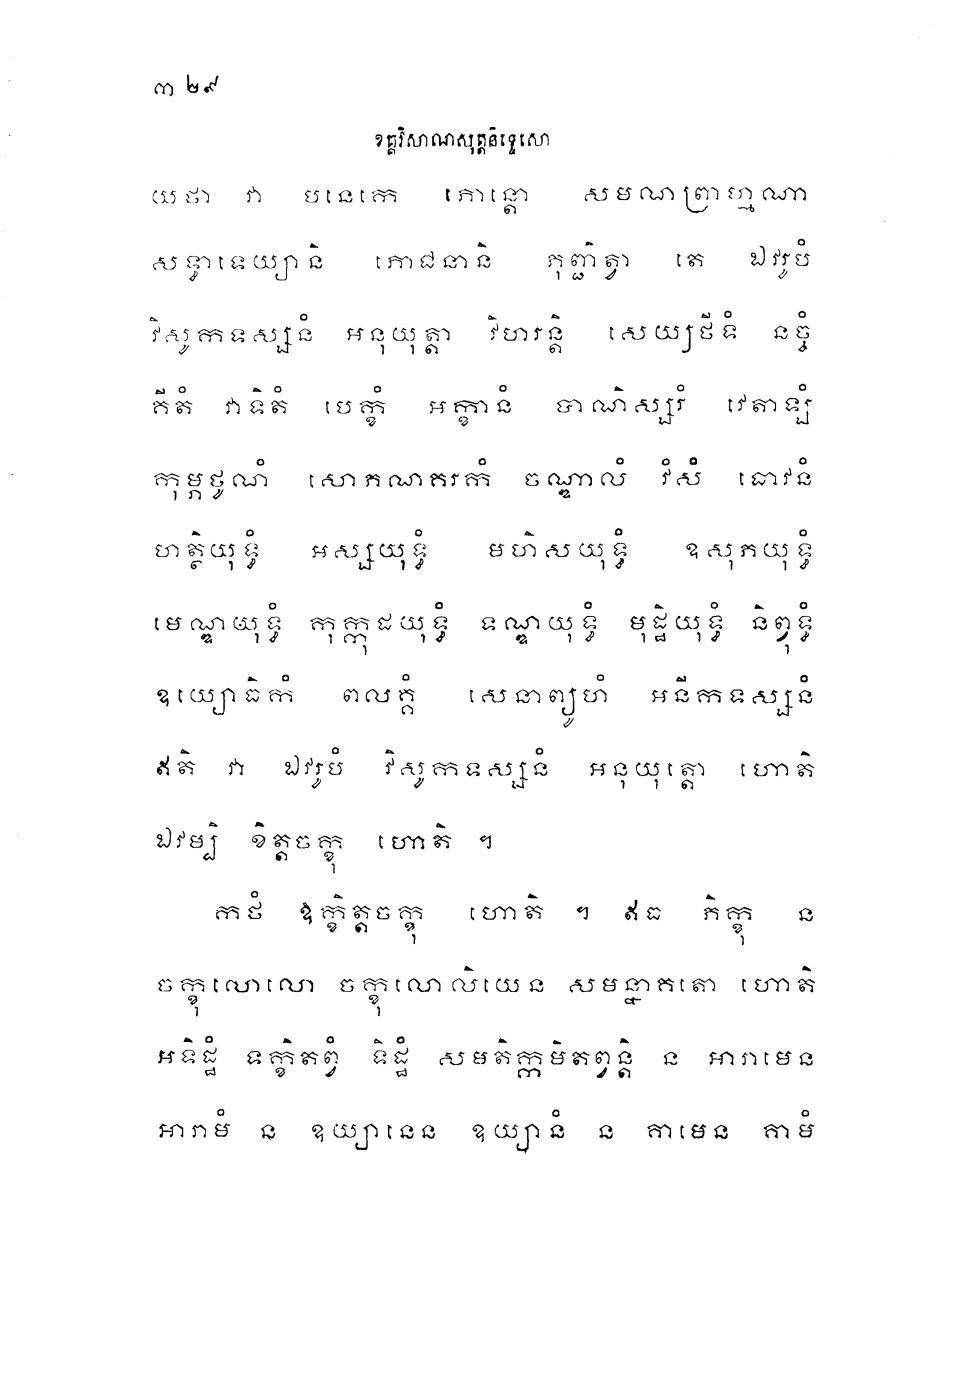 ៣២៩
ខគ្គវិសាណសុត្តនិទ្ទេសោ
យថា វា បនេកេ ភោន្តោ សមណព្រាហ្មណា
សទ្ធាទេយ្យានិ ភោជនានិ ភុញ្ជិត្វា តេ ឯវរូបំ
វិសូកទស្សនំ អនុយុត្តា វិហរន្តិ សេយ្យថីទំ នច្ចំ
គីតំ វាទិតំ បេក្ខំ អក្ខានំ បាណិស្សរំ វេតាឡំ
កុម្ភថូណំ សោភណករកំ ចណ្ឌាលំ វំសំ ធោវនំ
ហត្ថិយុទ្ធំ អស្សយុទ្ធំ មហិសយុទ្ធំ ឧសុភយុទ្ធំ
មេណ្ឌយុទ្ធំ កុក្កុដយុទ្ធំ ទណ្ឌយុទ្ធំ មុដ្ឋិយុទ្ធំ និព្វុទ្ធំ
ឧយ្យោធិកំ ពលគ្គំ សេនាព្យូហំ អនីកទស្សនំ
ឥតិ វា ឯវរូបំ វិសូកទស្សនំ អនុយុត្តោ ហោតិ
ឯវម្បិ ខិត្តចក្ខុ ហោតិ ។
កថំ ឧក្ខិត្តចក្ខុ ហោតិ ។ ឥធ ភិក្ខុ ន
ចក្ខុលោលោ ចក្ខុលោលិយេន សមន្នាគតោ ហោតិ
អទិដ្ឋំ ទក្ខិតព្វំ ទិដ្ឋំ សមតិក្កមិតព្វន្តិ ន អារាមេន
អារាមំ ន ឧយ្យានេន ឧយ្យានំ ន គាមេន គាមំ